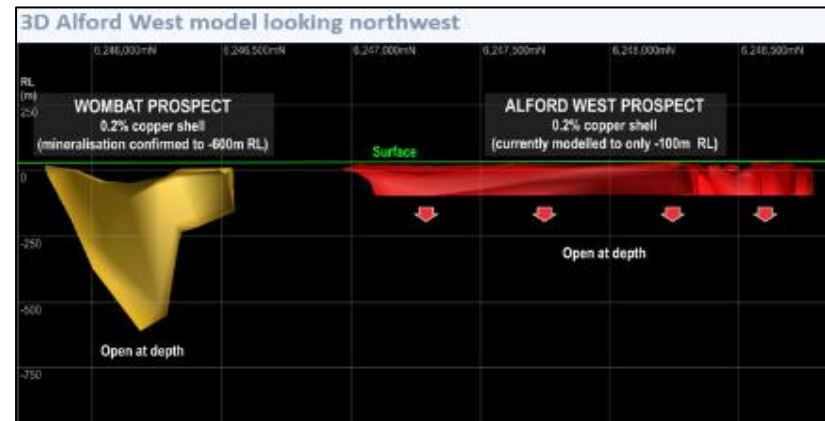 3D Alford West model looking northwest
6,246,000mN 6,246,500mN 6,247,000mN 6,247,500mN 6,248,000mN 6,248,500mN
RL
(m)
250
WOMBAT PROSPECT
0.2% copper shell
(mineralisation confirmed to -600m RL)
ALFORD WEST PROSPECT
0.2% copper shell
(currently modelled to only -100m RL)
Surface
0
-250
Open at depth
-500
Open at depth
-750